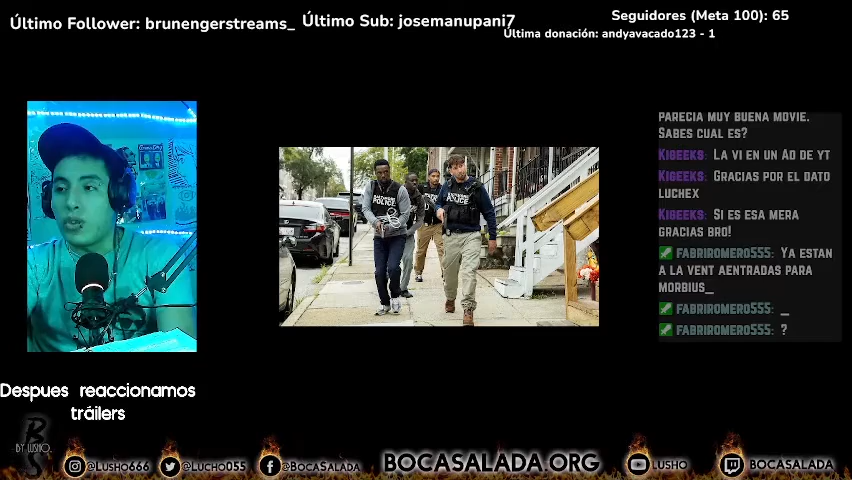 Último Follower: brunengerstreams_
Último Sub: josemanupani7
Seguidores (Meta 100): 65
Última donación: andyavacado123 - 1
PARECIA MUY BUENA MOVIE.
SABES CUAL ES?
KIGEEKS: LA VI EN UN AD DE YT
KIGEEKS: GRACIAS POR EL DATO
LUCHEX
KIGEEKS: SI ES ESA MERA
GRACIAS BRO!
FABRIROMERO555: YA ESTAN
A LA VENT AENTRADAS PARA
MORBIUS_
FABRIROMERO555: _
FABRIROMERO555: ?
POLICE
POLICE
Despues reaccionamos
tráilers
BY LUSHO
@LUSHO666
@LUCHO055
@BOCASALADA
BOCASALADA.ORG
LUSHO
BOCASALADA